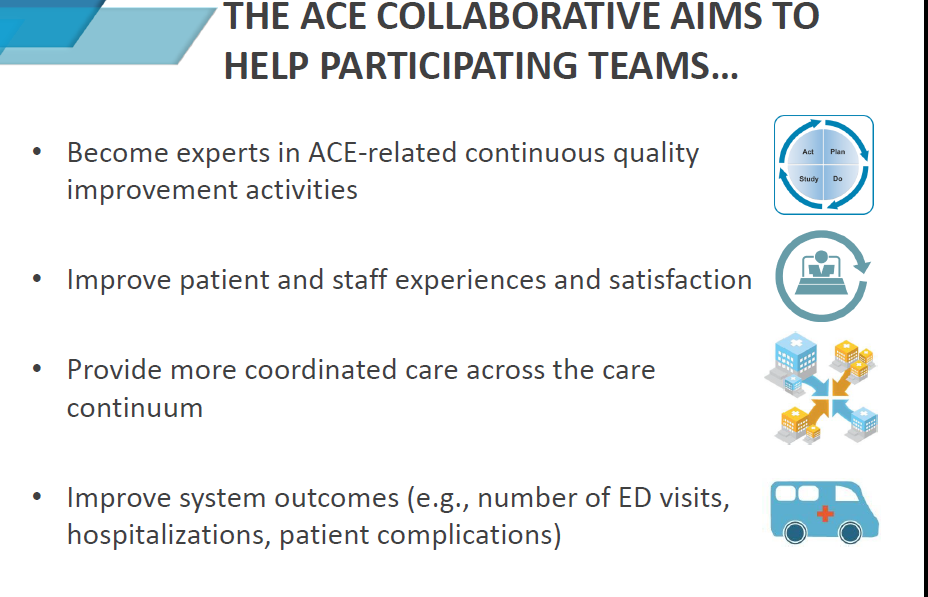 THE ACE COLLABORATIVE AIMS TO
HELP PARTICIPATING TEAMS...
• Become experts in ACE-related continuous quality
improvement activities
Act Plan
Study Do
• Improve patient and staff experiences and satisfaction
• Provide more coordinated care across the care
continuum
• Improve system outcomes (e.g., number of ED visits,
hospitalizations, patient complications)